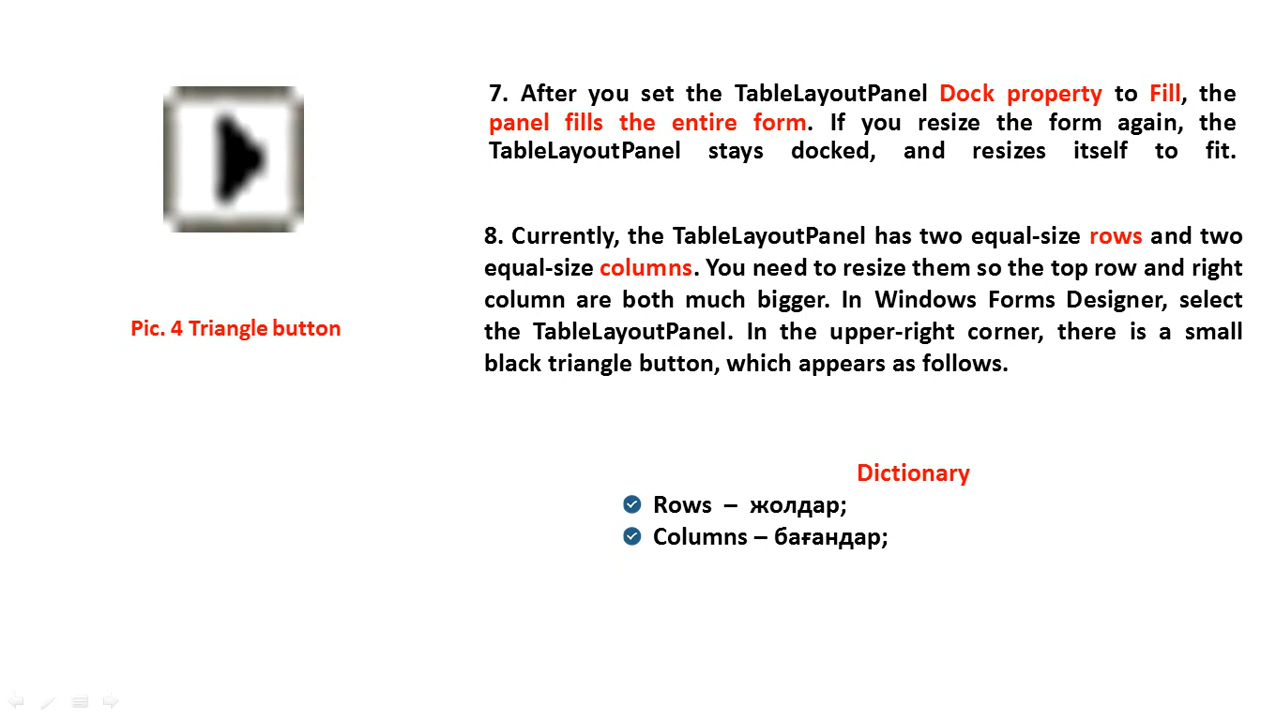 7. After you set the TableLayoutPanel Dock property to Fill, the
panel fills the entire form. If you resize the form again, the
TableLayoutPanel stays docked, and resizes itself to fit.
8. Currently, the TableLayoutPanel has two equal-size rows and two
equal-size columns. You need to resize them so the top row and right
column are both much bigger. In Windows Forms Designer, select
the TableLayoutPanel. In the upper-right corner, there is a small
black triangle button, which appears as follows.
Pic. 4 Triangle button
Dictionary
Rows – жолдар;
Columns – бағандар;